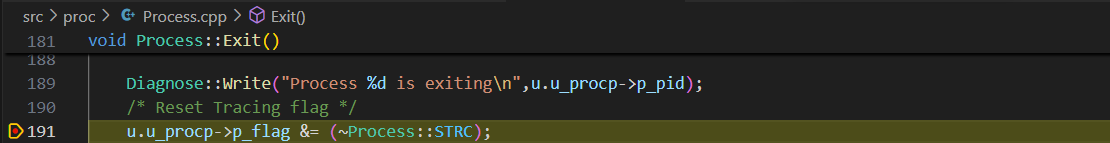 src > proc > Process.cpp > Exit()
181 void Process::Exit()
188
189 Diagnose::Write("Process %d is exiting\n",u.u_procp->p_pid);
190 /* Reset Tracing flag */
191 u.u_procp->p_flag &= (~Process::STRC);